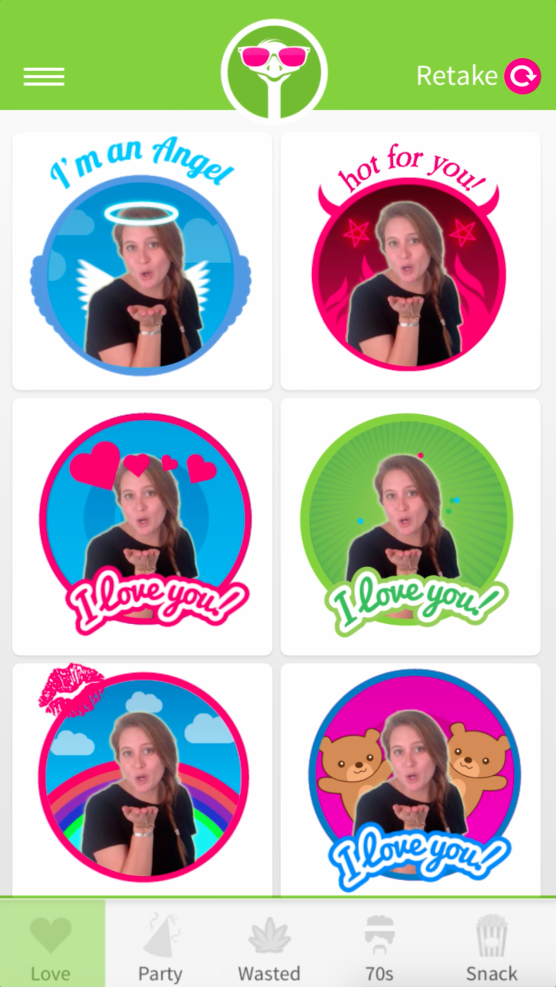 Retake
I'm an Angel
hot for you!
I love you!
I love you!
I love you!
Love
Party
Wasted
70s
Snack